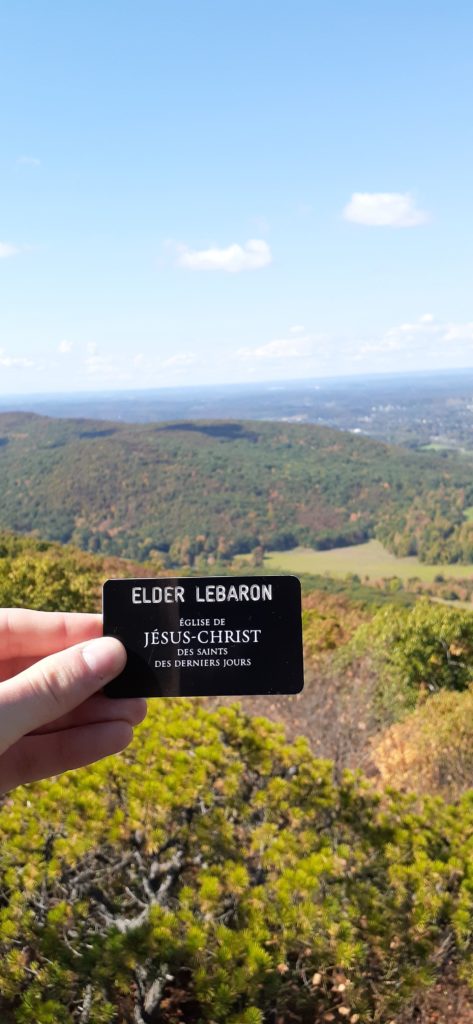 ELDER LEBARON
ÉGLISE DE
JÉSUS-CHRIST
DES SAINTS
DES DERNIERS JOURS